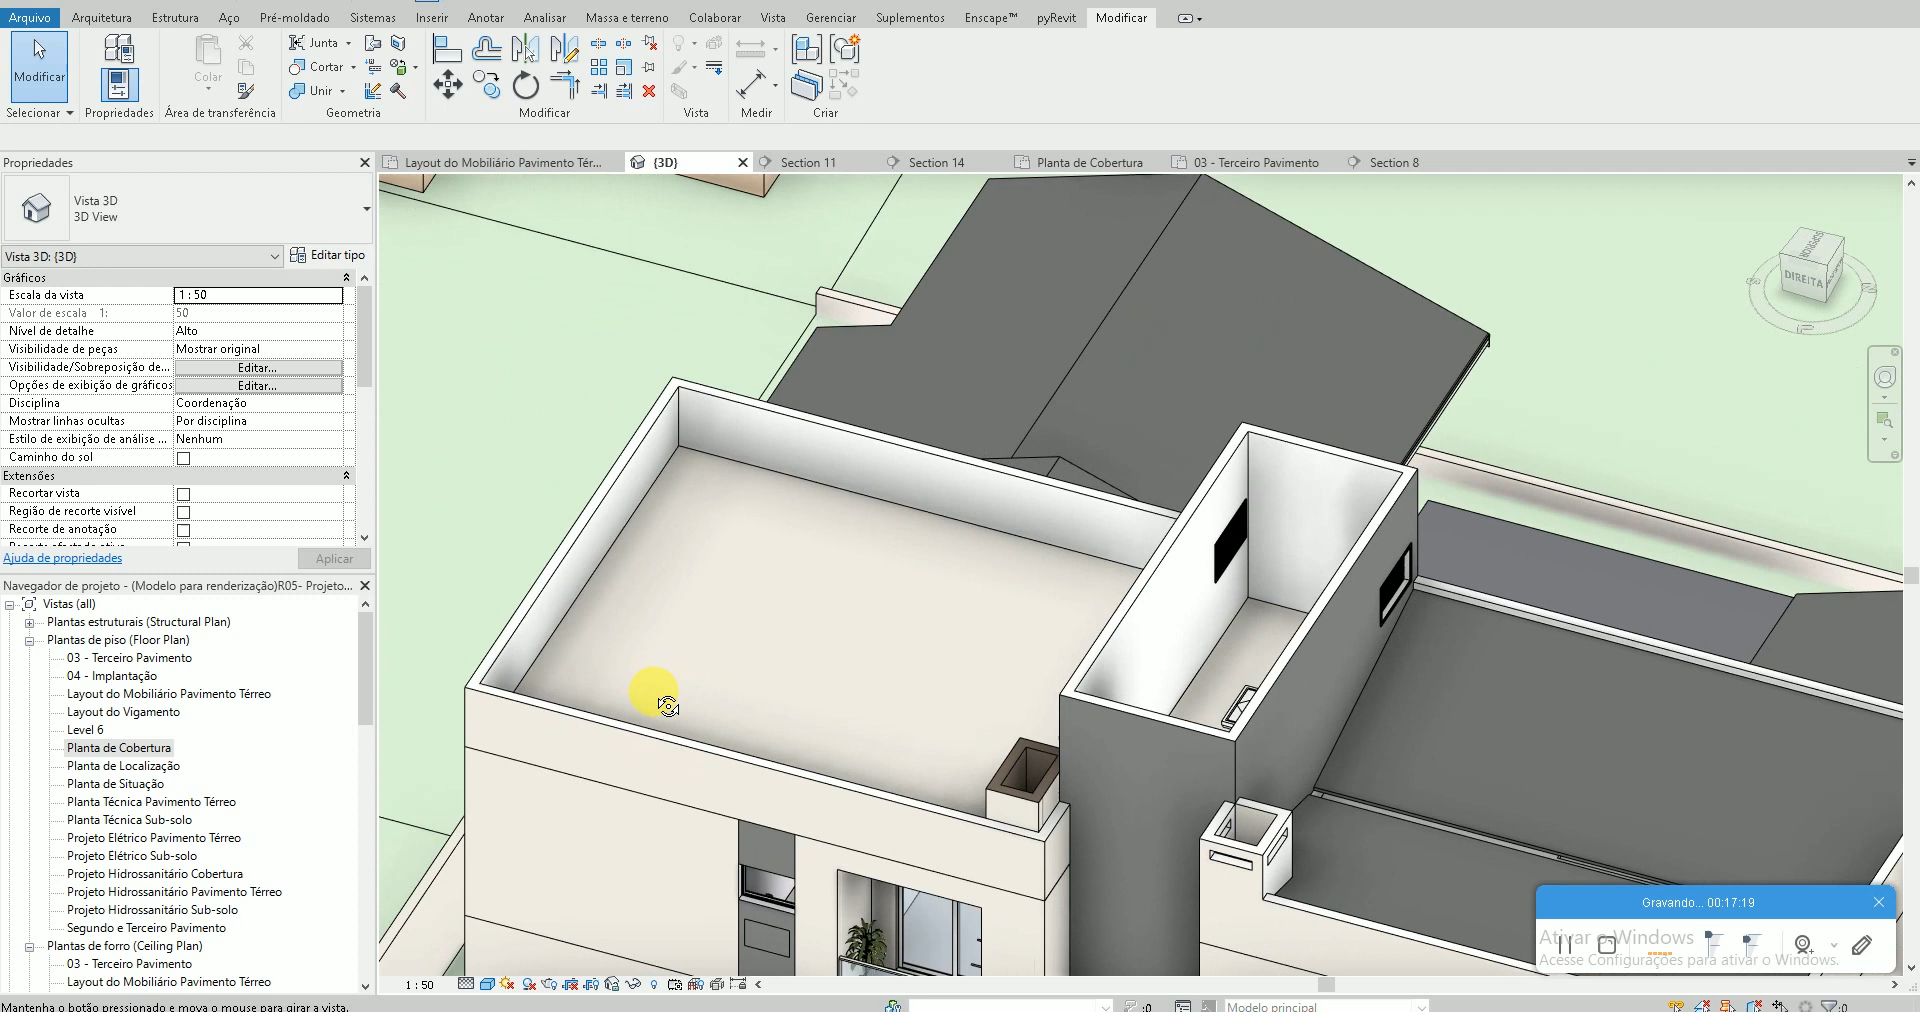 Arquivo Arquitetura Estrutura Aço Pré-moldado Sistemas Inserir Anotar Analisar Massa e terreno Colaborar Vista Gerenciar Suplementos Enscape™ pyRevit Modificar
Modificar
Colar
Junta
Cortar
Unir
Selecionar Propriedades Área de transferência Geometria Modificar Vista Medir Criar
Propriedades
Layout do Mobiliário Pavimento Tér... {3D} Section 11 Section 14 Planta de Cobertura 03 - Terceiro Pavimento Section 8
Vista 3D
3D View
Vista 3D: {3D} Editar tipo
Gráficos
Escala da vista 1 : 50
Valor de escala 1: 50
Nível de detalhe Alto
Visibilidade de peças Mostrar original
Visibilidade/Sobreposição de... Editar...
Opções de exibição de gráficos Editar...
Disciplina Coordenação
Mostrar linhas ocultas Por disciplina
Estilo de exibição de análise ... Nenhum
Caminho do sol
Extensões
Recortar vista
Região de recorte visível
Recorte de anotação
Ajuda de propriedades Aplicar
Navegador de projeto - (Modelo para renderização)R05- Projeto...
Vistas (all)
Plantas estruturais (Structural Plan)
Plantas de piso (Floor Plan)
03 - Terceiro Pavimento
04 - Implantação
Layout do Mobiliário Pavimento Térreo
Layout do Vigamento
Level 6
Planta de Cobertura
Planta de Localização
Planta de Situação
Planta Técnica Pavimento Térreo
Planta Técnica Sub-solo
Projeto Elétrico Pavimento Térreo
Projeto Elétrico Sub-solo
Projeto Hidrossanitário Cobertura
Projeto Hidrossanitário Pavimento Térreo
Projeto Hidrossanitário Sub-solo
Segundo e Terceiro Pavimento
Plantas de forro (Ceiling Plan)
03 - Terceiro Pavimento
Layout do Mobiliário Pavimento Térreo
SUPERIOR
DIREITA
Gravando... 00:17:19
Ativar o Windows
Acesse Configurações para ativar o Windows.
1 : 50
Mantenha o botão pressionado e mova o mouse para girar a vista.
:0
Modelo principal
:0